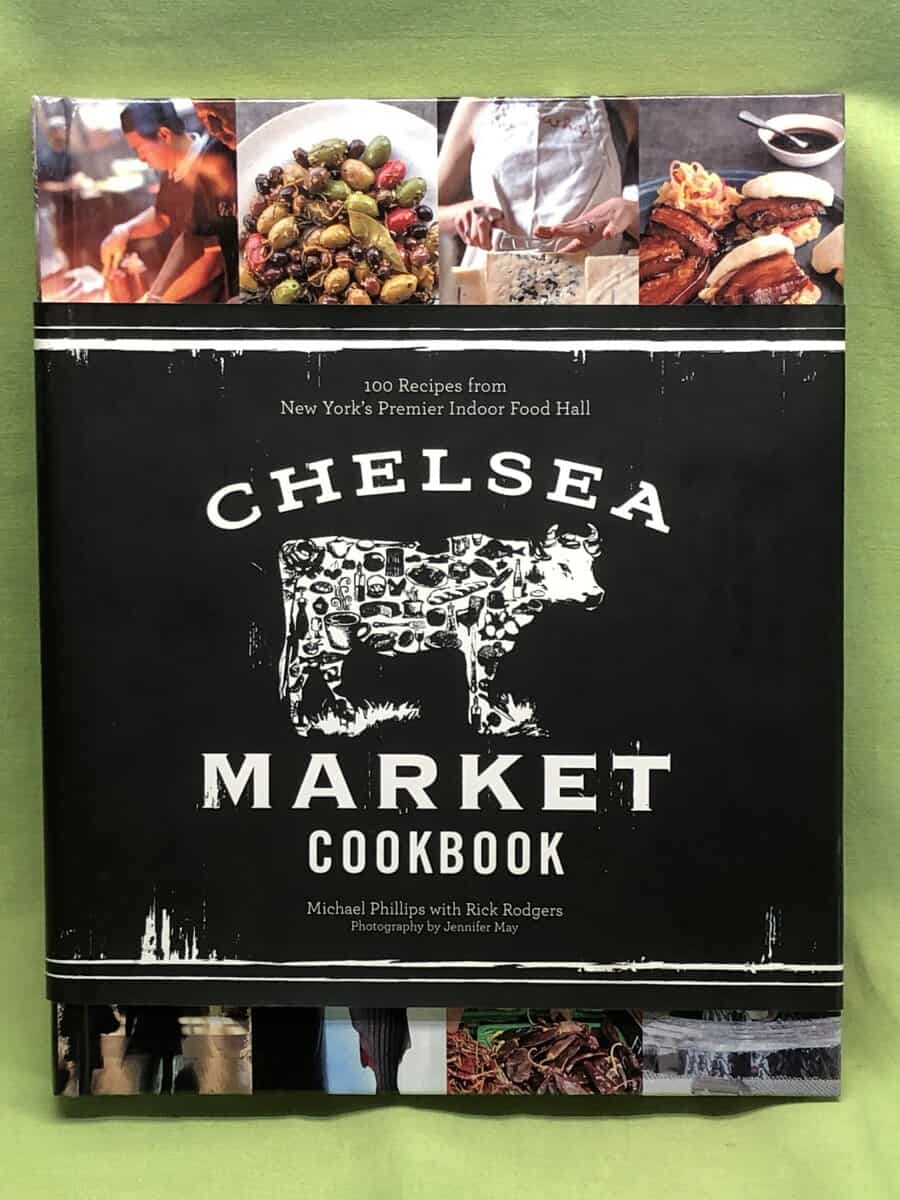 100 Recipes from
New York's Premier Indoor Food Hall
CHELSEA
MARKET
COOKBOOK
Michael Phillips with Rick Rodgers
Photography by Jennifer May